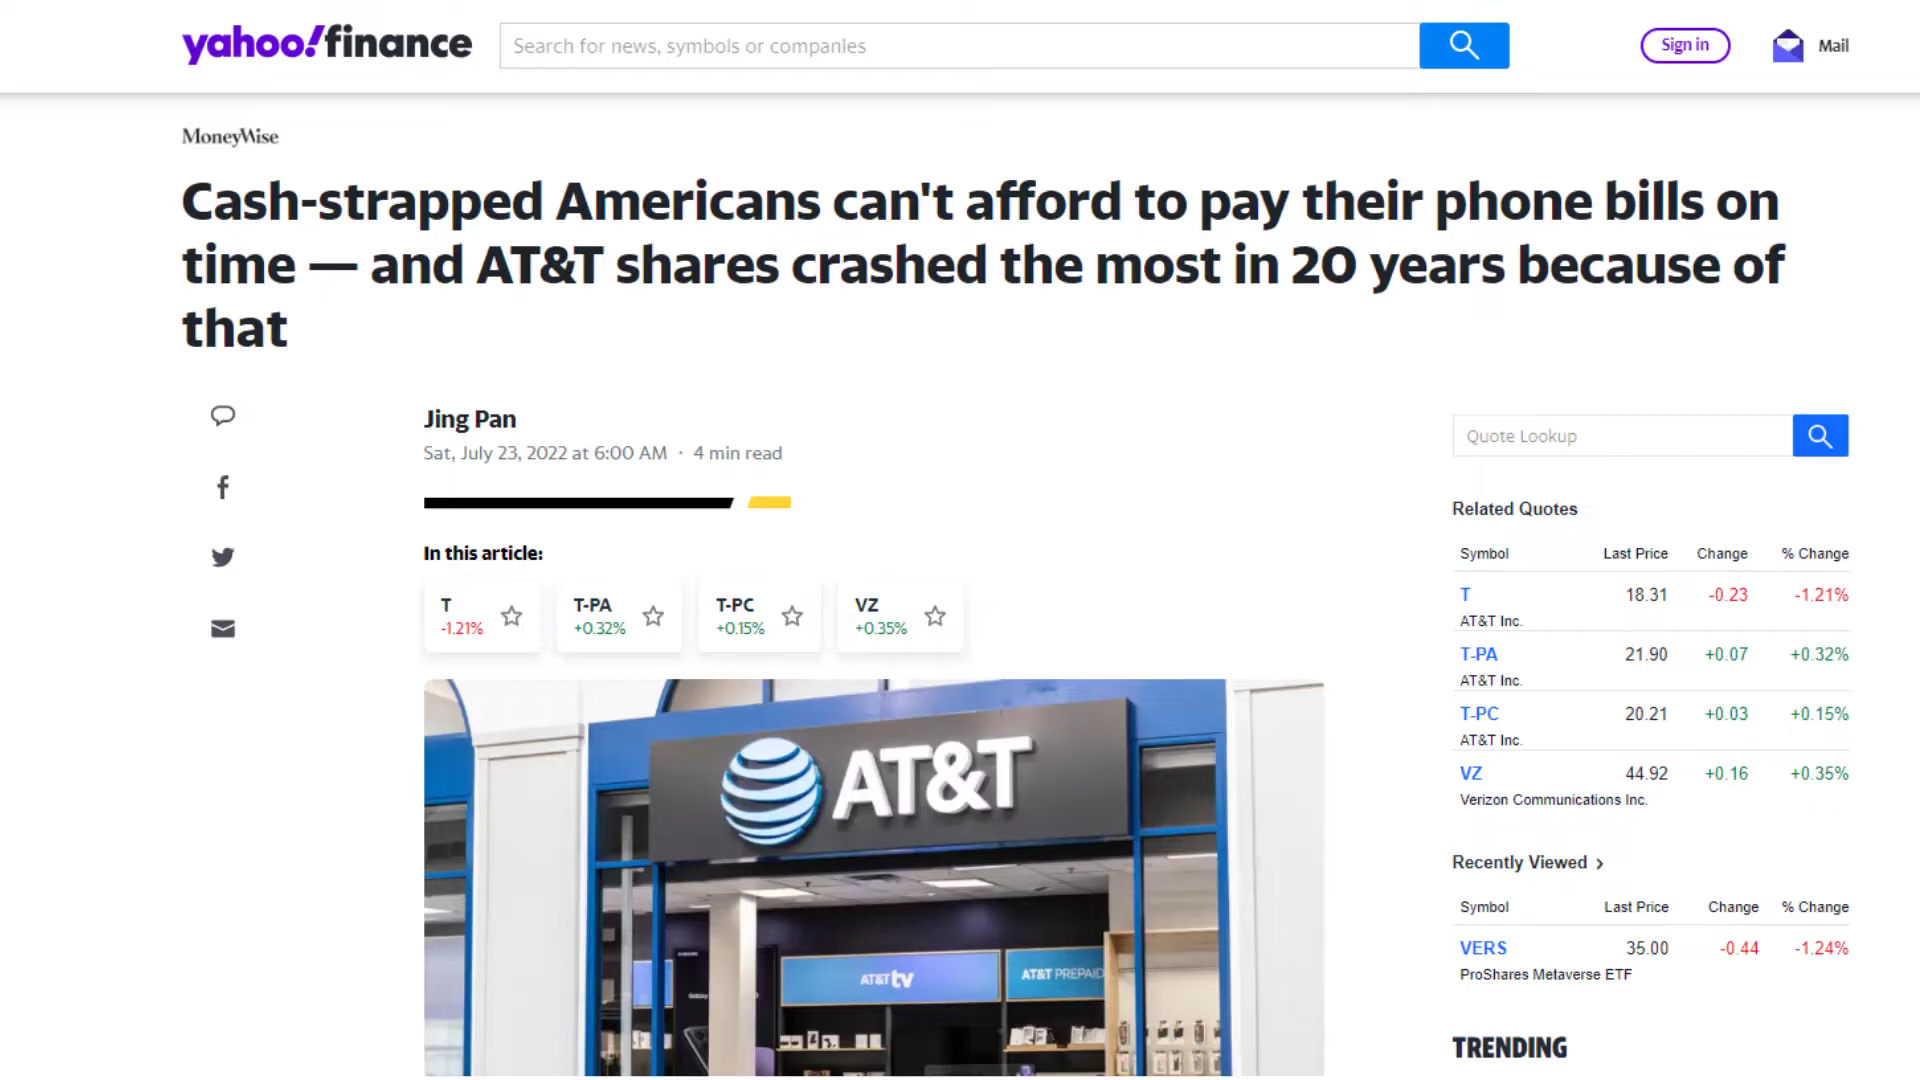 yahoo!finance
Search for news, symbols or companies
Sign in
Mail
MoneyWise
Cash-strapped Americans can't afford to pay their phone bills on
time — and AT&T shares crashed the most in 20 years because of
that
Jing Pan
Sat, July 23, 2022 at 6:00 AM · 4 min read
In this article:
T
-1.21%
T-PA
+0.32%
T-PC
+0.15%
VZ
+0.35%
AT&T
AT&T tv
AT&T PREPAID
SAMSUNG
Galaxy
Quote Lookup
Related Quotes
Symbol Last Price Change % Change
T 18.31 -0.23 -1.21%
AT&T Inc.
T-PA 21.90 +0.07 +0.32%
AT&T Inc.
T-PC 20.21 +0.03 +0.15%
AT&T Inc.
VZ 44.92 +0.16 +0.35%
Verizon Communications Inc.
Recently Viewed >
Symbol Last Price Change % Change
VERS 35.00 -0.44 -1.24%
ProShares Metaverse ETF
TRENDING